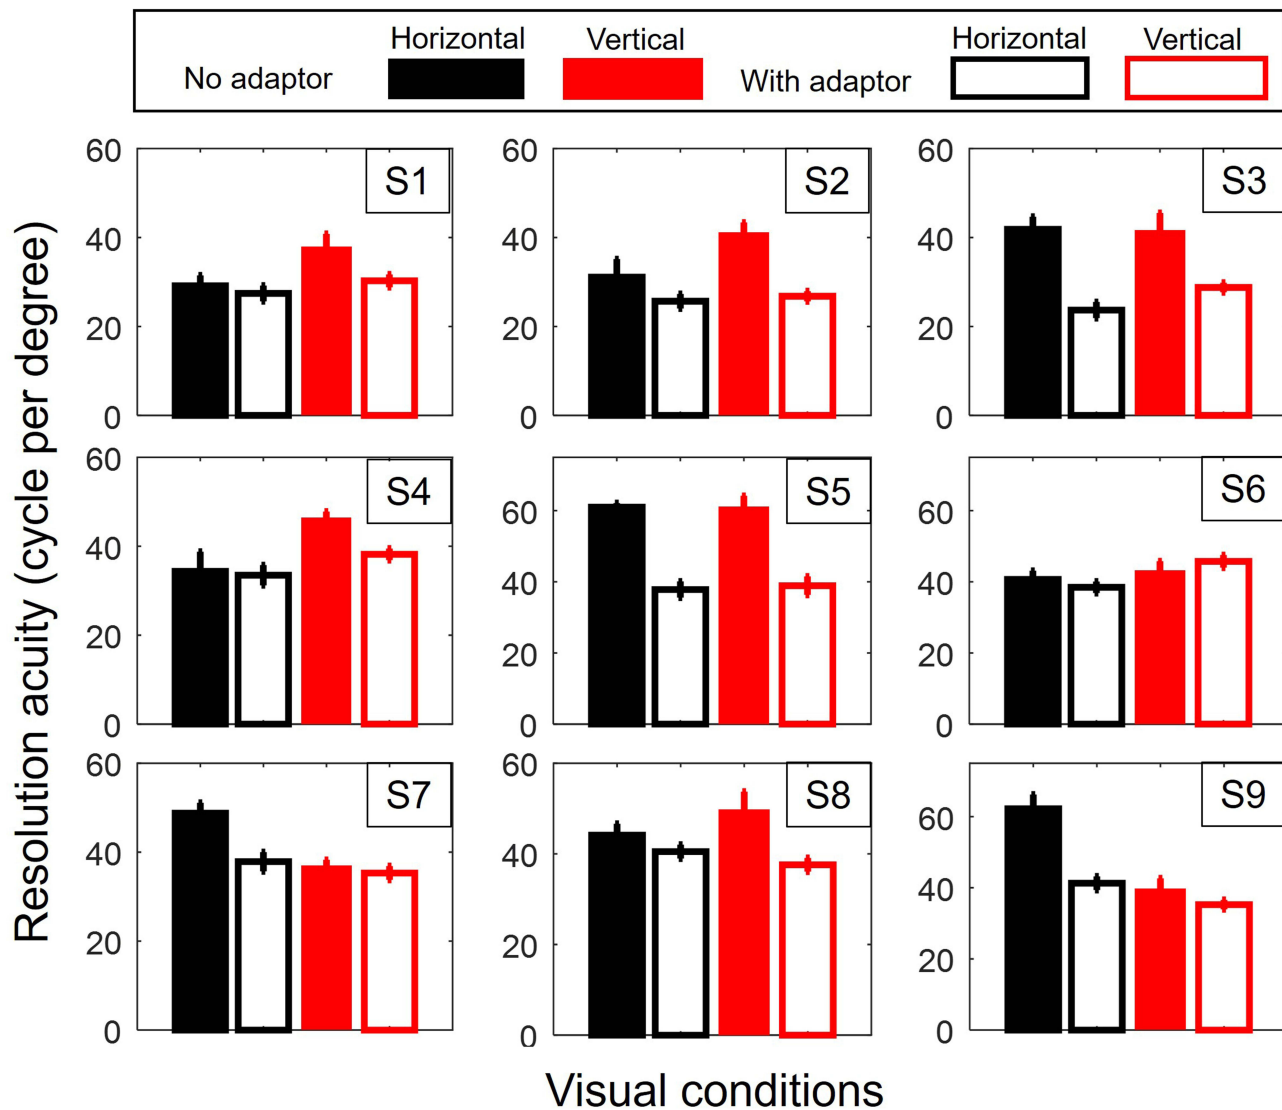 Horizontal Vertical Horizontal Vertical
No adaptor With adaptor
Resolution acuity (cycle per degree)
60 S1
40
20
0
60 S2
40
20
0
60 S3
40
20
0
60 S4
40
20
0
S5
60
40
20
0
S6
60
40
20
0
60 S7
40
20
0
60 S8
40
20
0
S9
60
40
20
0
Visual conditions